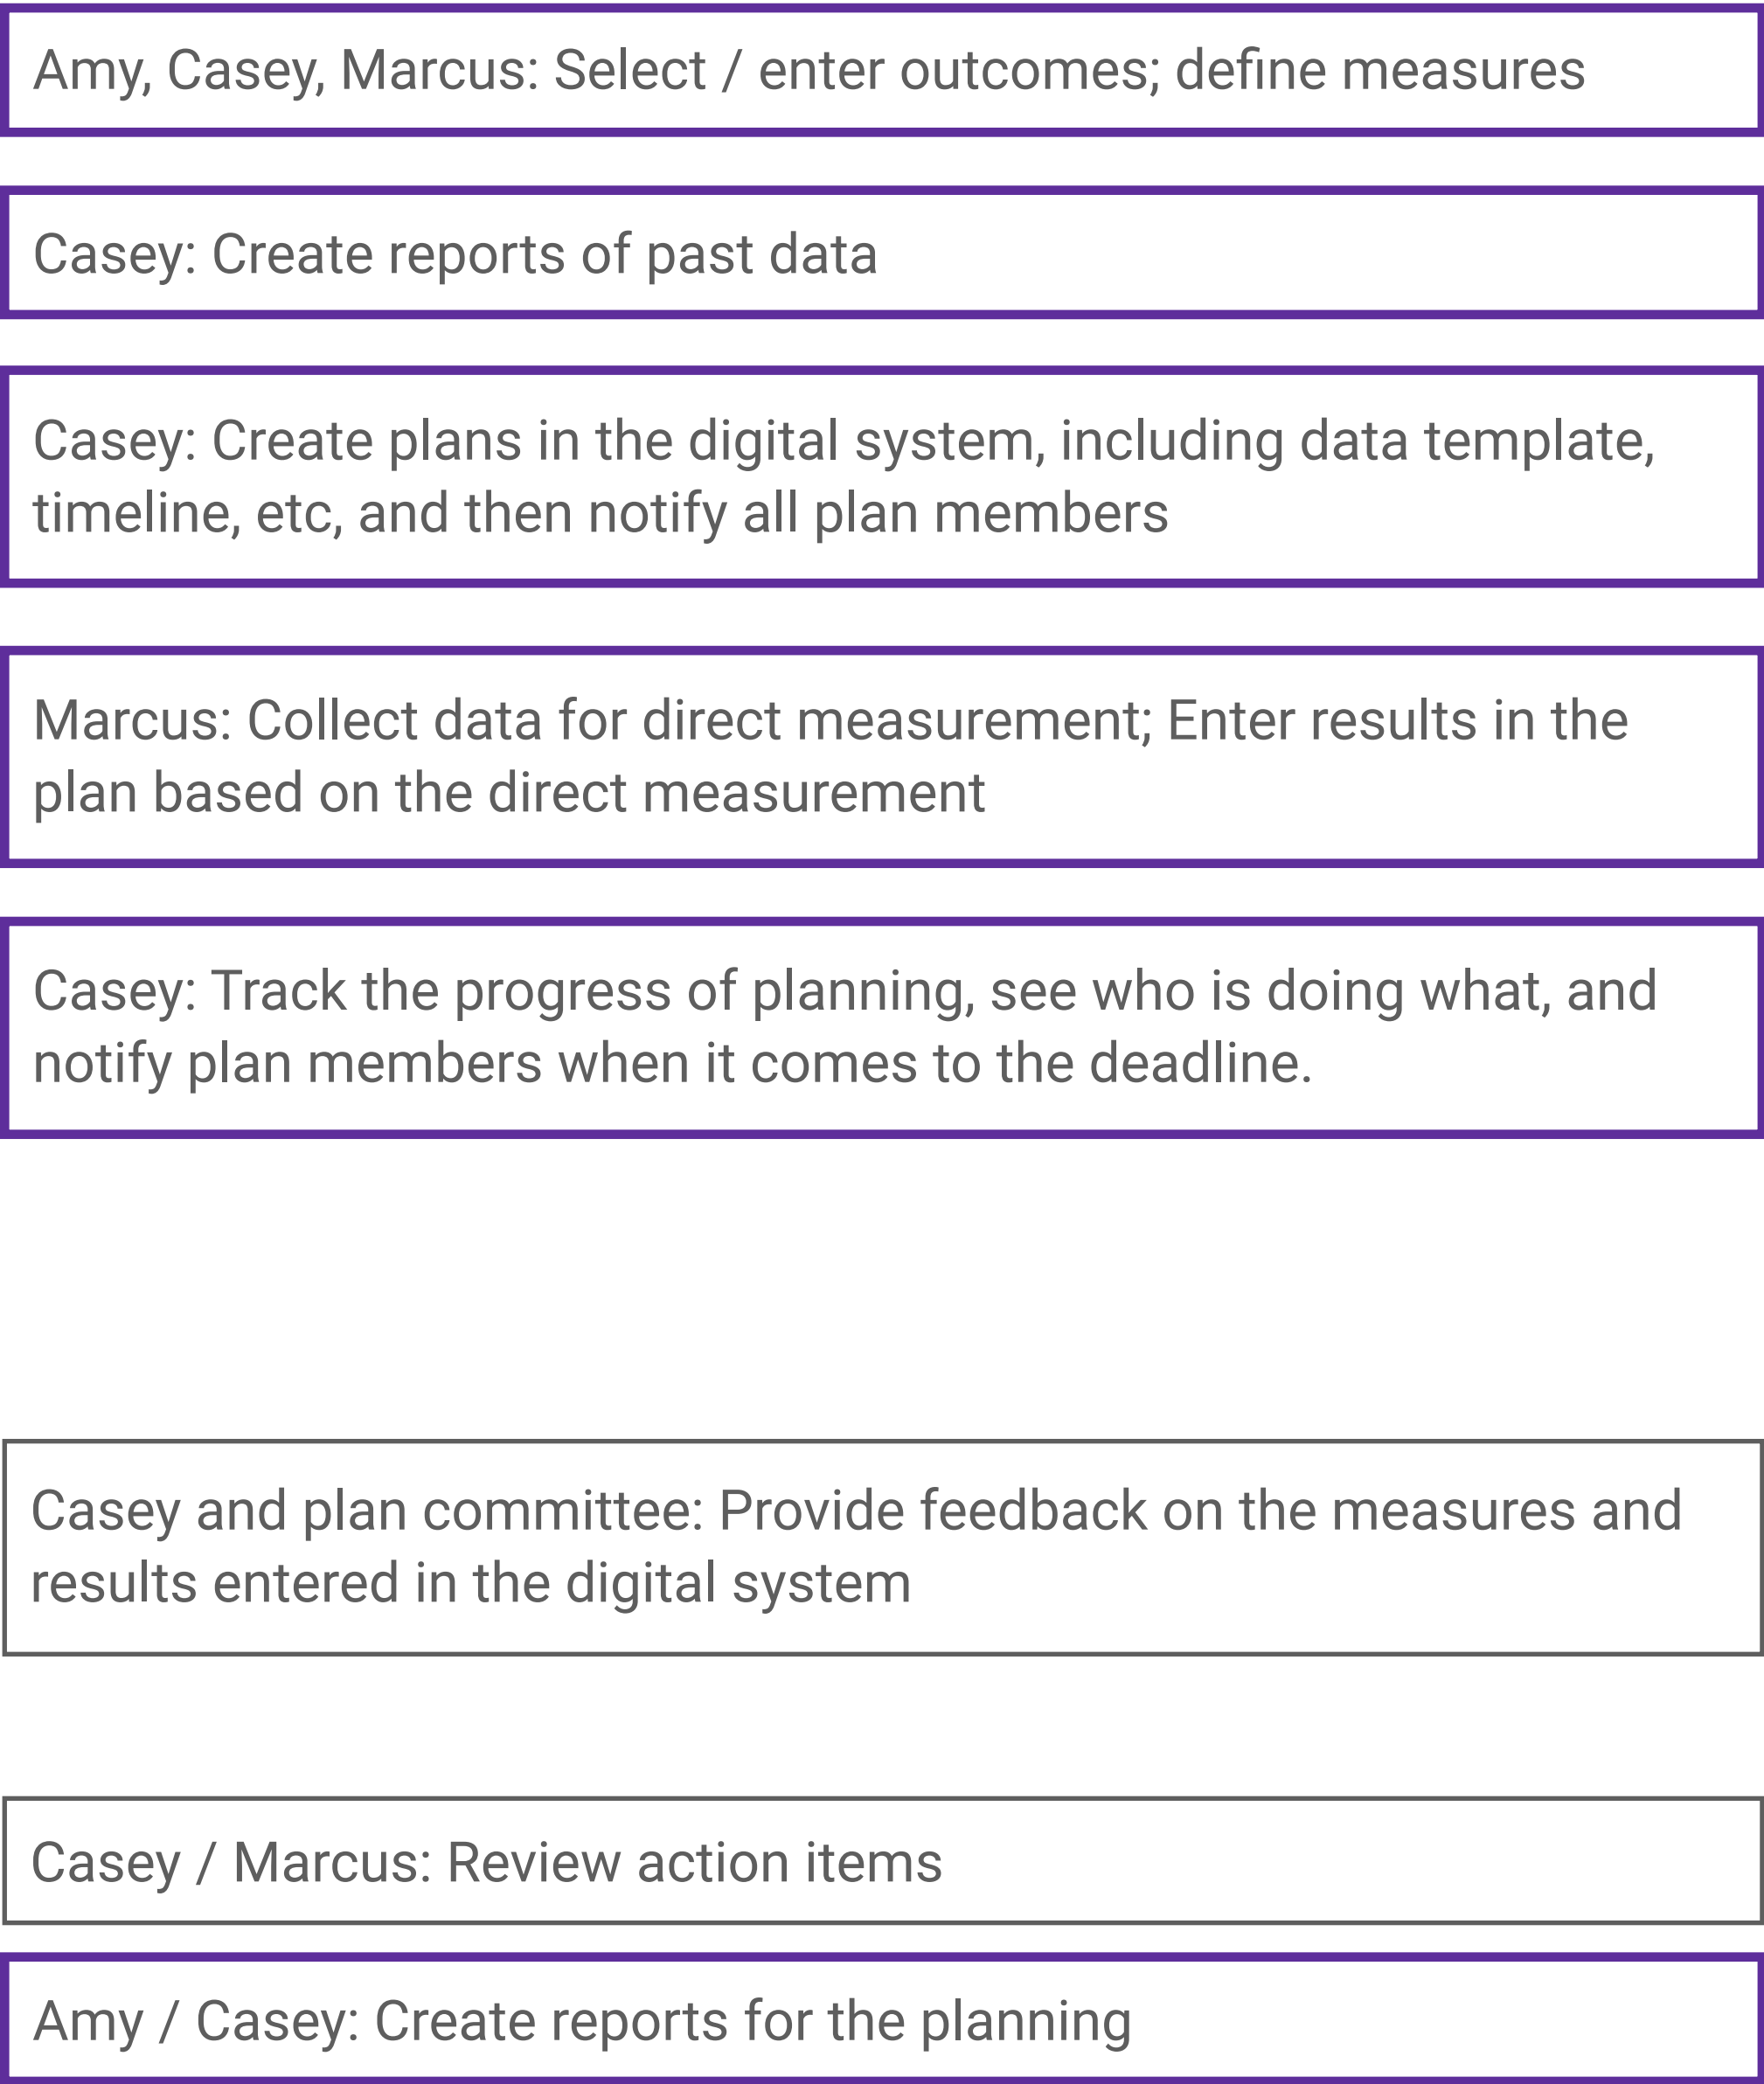 Amy, Casey, Marcus: Select / enter outcomes; define measures
Casey: Create reports of past data
Casey: Create plans in the digital system, including data template,
timeline, etc, and then notify all plan members
Marcus: Collect data for direct measurement; Enter results in the
plan based on the direct measurement
Casey: Track the progress of planning, see who is doing what, and
notify plan members when it comes to the deadline.
Casey and plan committee: Provide feedback on the measures and
results entered in the digital system
Casey / Marcus: Review action items
Amy / Casey: Create reports for the planning